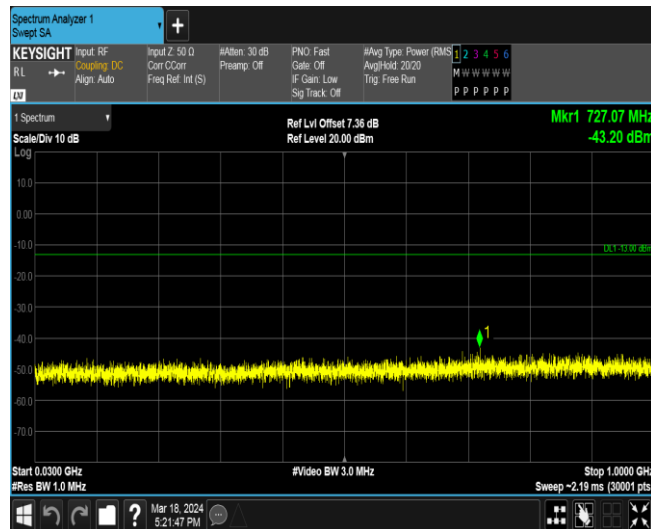 Spectrum Analyzer 1
Swept SA
+
KEYSIGHT
RL
LXI
Input: RF
Coupling: DC
Align: Auto
Input Z: 50 Ω
Corr CCorr
Freq Ref: Int (S)
#Atten: 30 dB
Preamp: Off
PNO: Fast
Gate: Off
IF Gain: Low
Sig Track: Off
#Avg Type: Power (RMS
Avg|Hold: 20/20
Trig: Free Run
1 2 3 4 5 6
M W W W W W
P P P P P P
1 Spectrum
Scale/Div 10 dB
Log
Ref Lvl Offset 7.36 dB
Ref Level 20.00 dBm
Mkr1 727.07 MHz
-43.20 dBm
10.0
0.00
-10.0
DL1 -13.00 dBm
-20.0
-30.0
-40.0
1
-50.0
-60.0
-70.0
Start 0.0300 GHz
#Res BW 1.0 MHz
#Video BW 3.0 MHz
Stop 1.0000 GHz
Sweep ~2.19 ms (30001 pts
?
Mar 18, 2024
5:21:47 PM